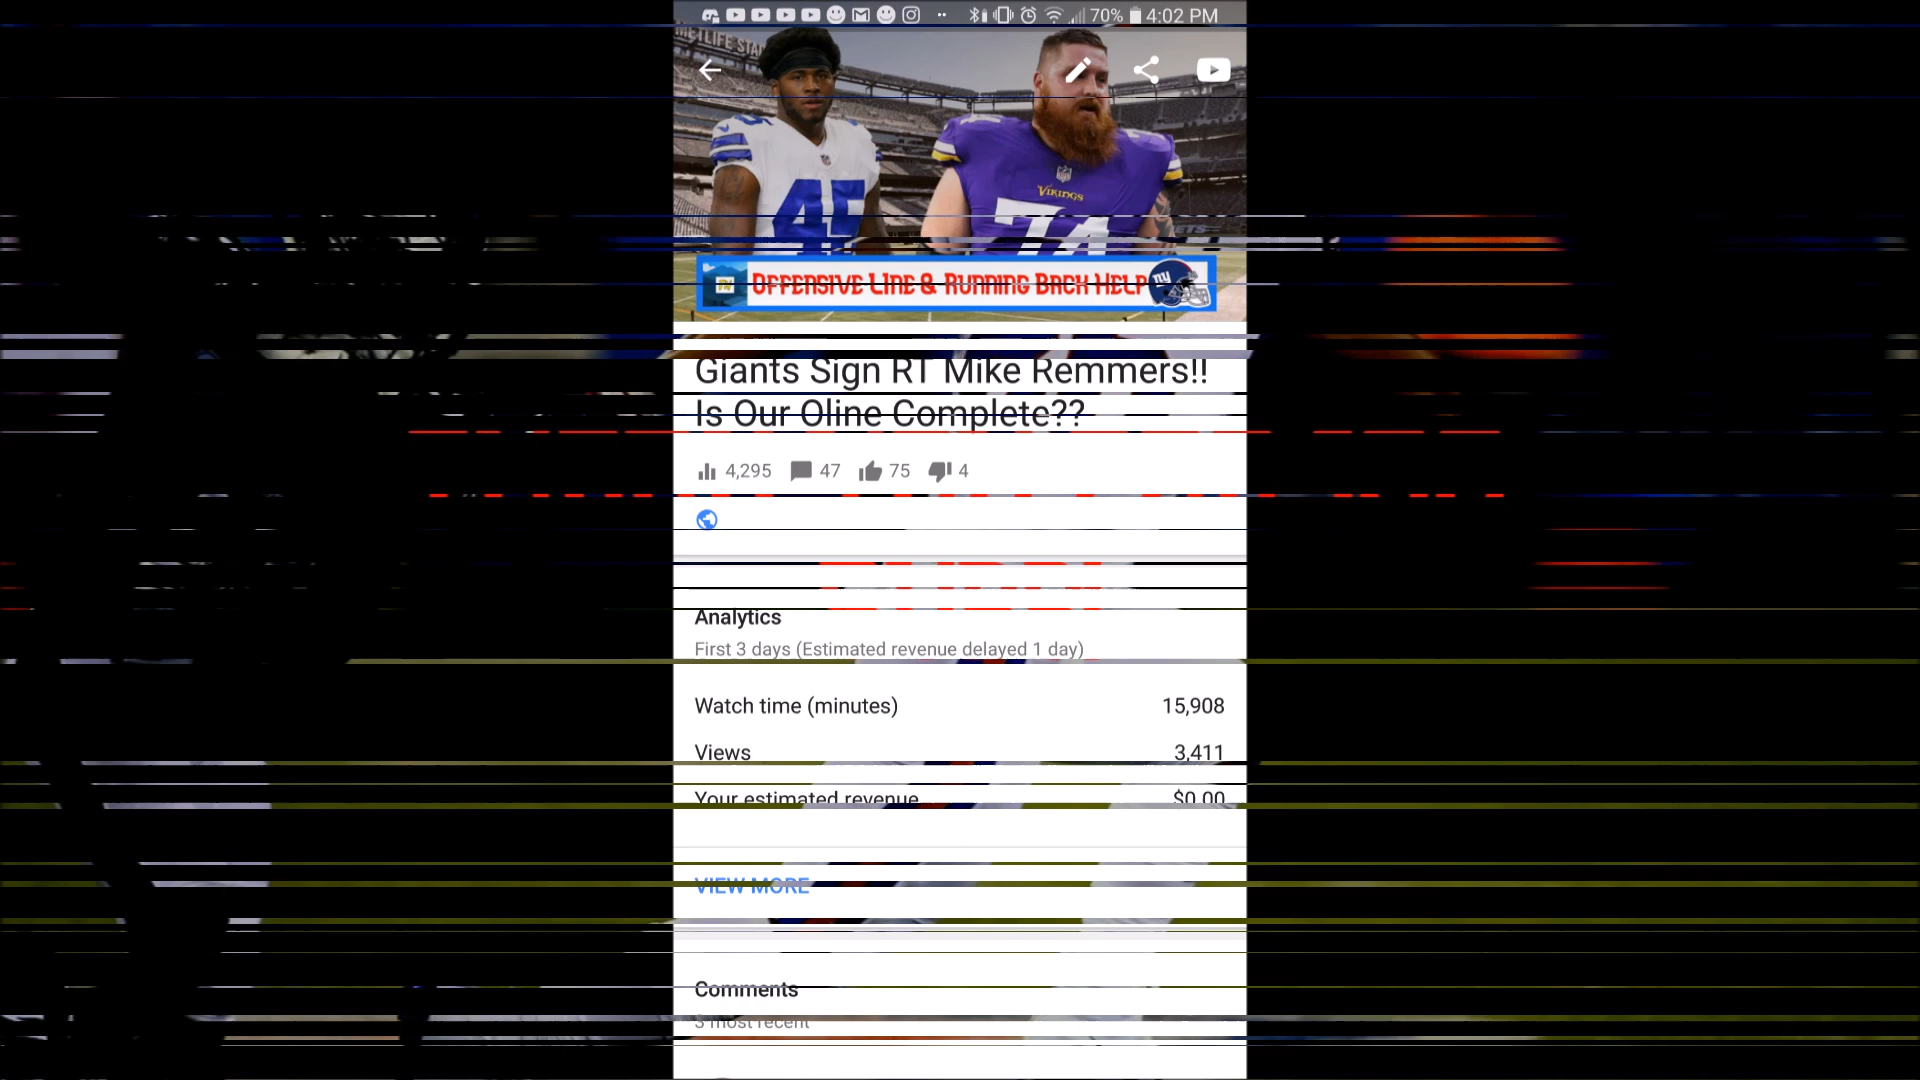 70% 4:02 PM
METLIFE STA
45
VIKINGS
74
NY
OFFENSIVE LINE & RUNNING BACK HELP
Giants Sign RT Mike Remmers!!
Is Our Oline Complete??
4,295 47 75 4
Analytics
First 3 days (Estimated revenue delayed 1 day)
Watch time (minutes) 15,908
Views 3,411
Your estimated revenue $0.00
VIEW MORE
Comments
3 most recent